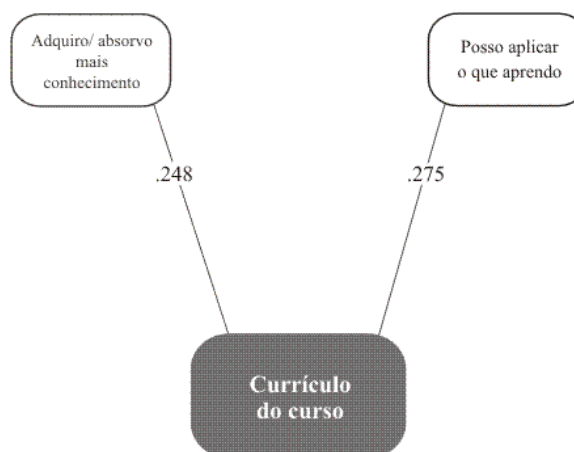 Adquiro/ absorvo
mais
conhecimento
Posso aplicar
o que aprendo
.248
.275
Currículo
do curso